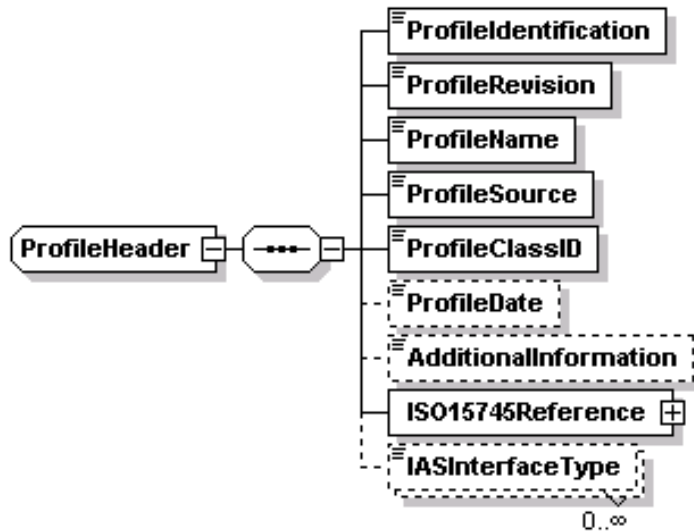 ProfileIdentification
ProfileRevision
ProfileName
ProfileSource
ProfileHeader
ProfileClassID
ProfileDate
AdditionalInformation
ISO15745Reference
IASInterfaceType
0..∞